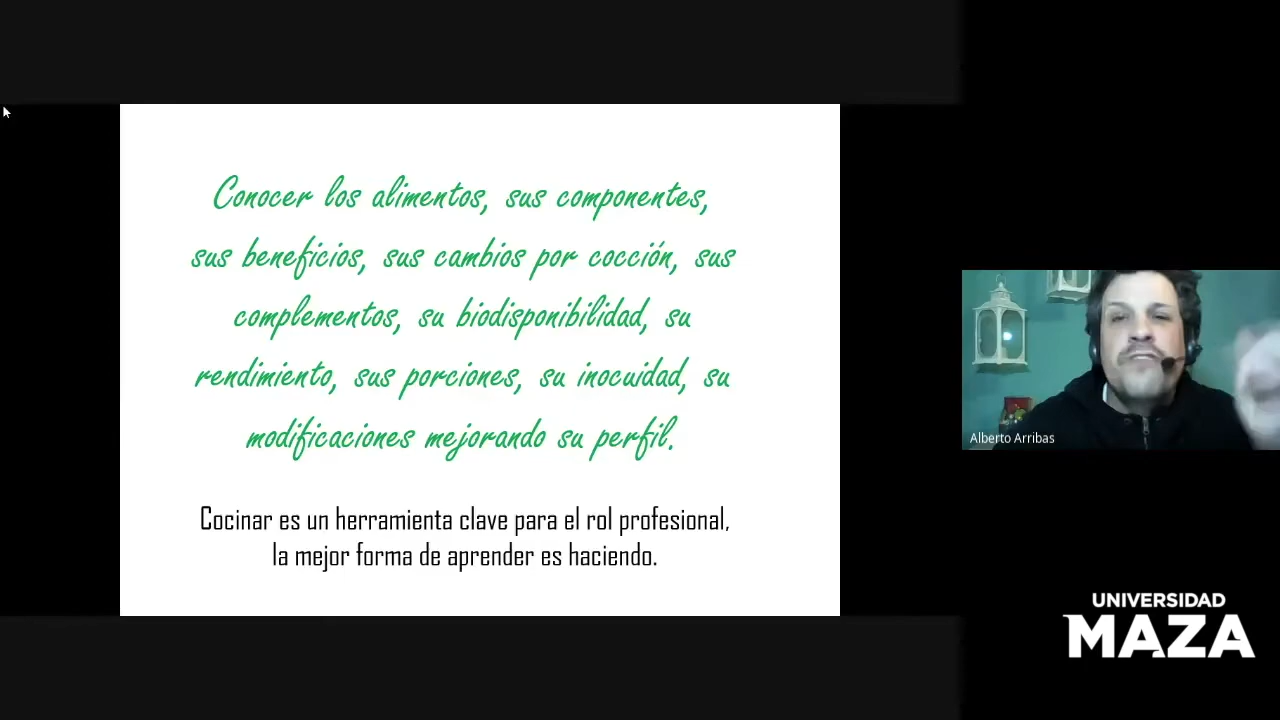 Conocer los alimentos, sus componentes,
sus beneficios, sus cambios por cocción, sus
complementos, su biodisponibilidad, su
rendimiento, sus porciones, su inocuidad, su
modificaciones mejorando su perfil.
Cocinar es un herramienta clave para el rol profesional,
la mejor forma de aprender es haciendo.
Alberto Arribas
UNIVERSIDAD
MAZA